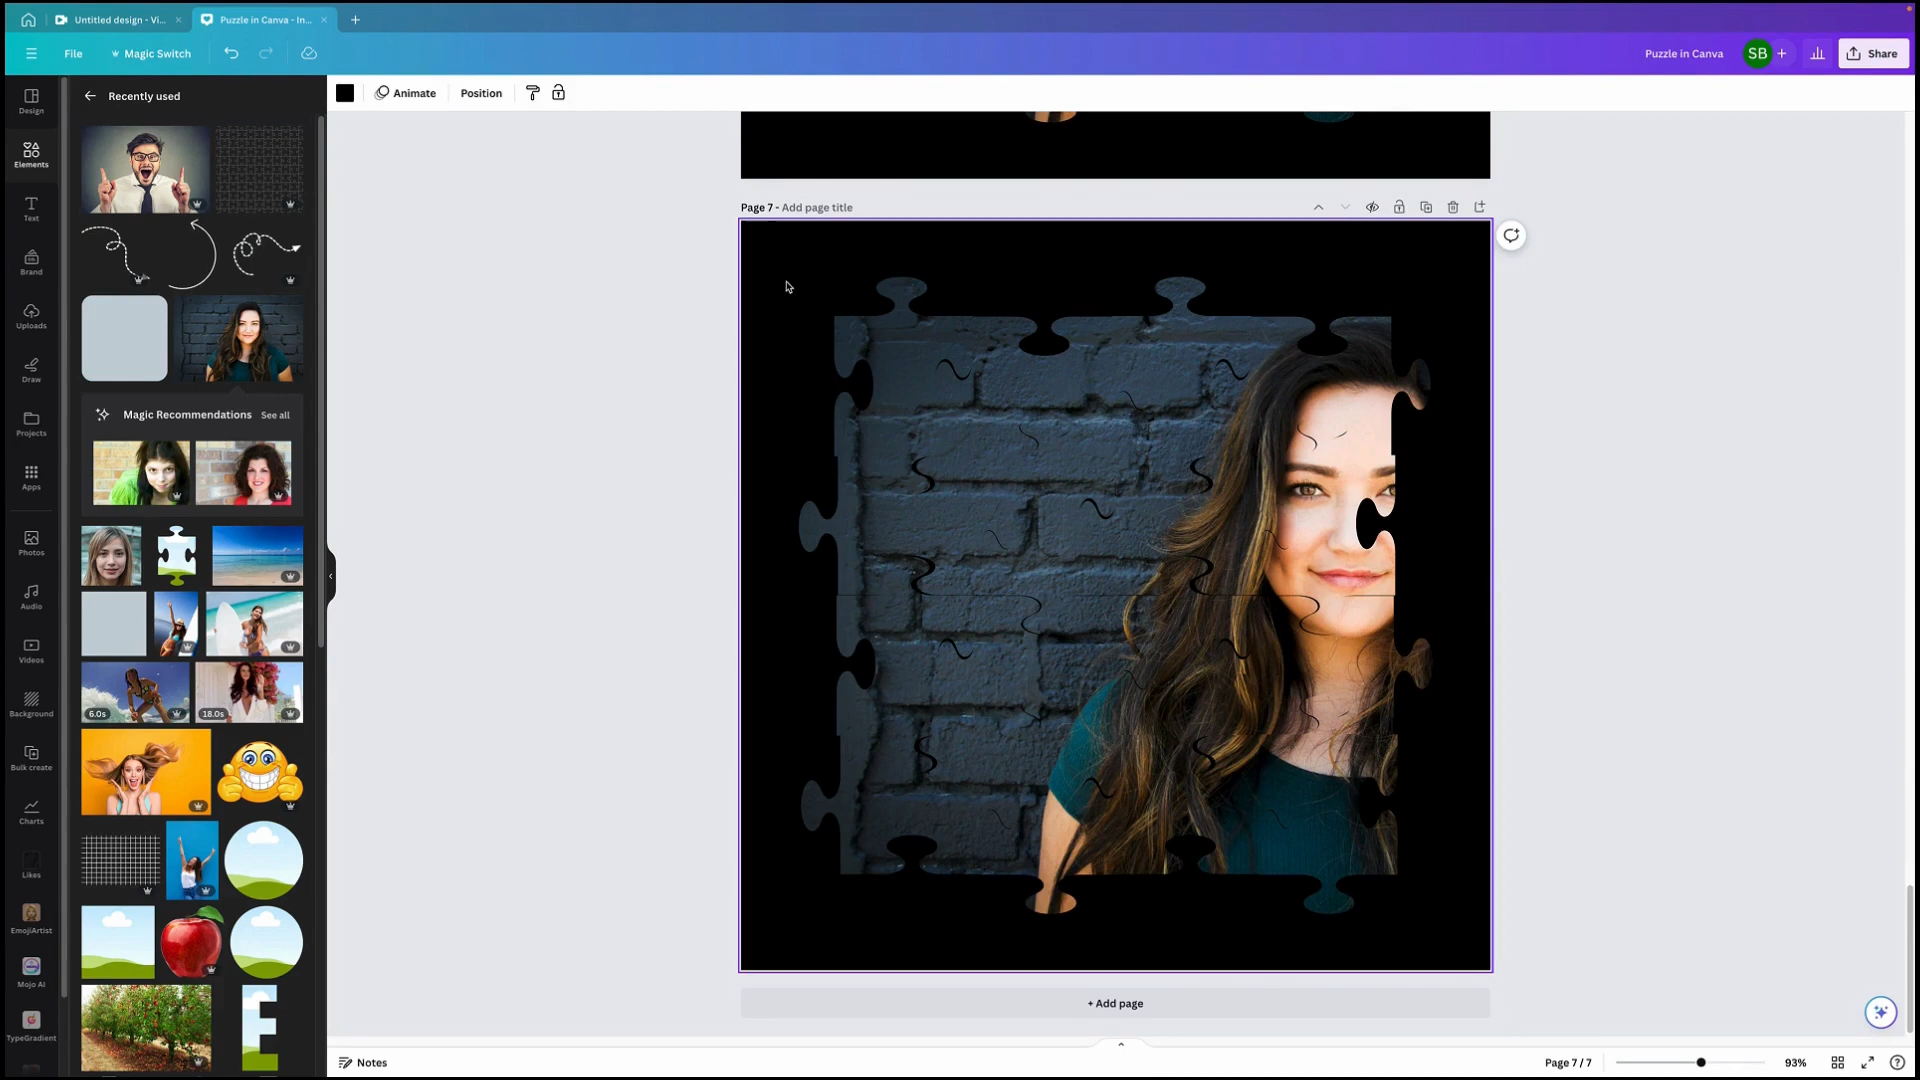 Untitled design - Vi...
Puzzle in Canva - In...
File
Magic Switch
Puzzle in Canva
SB
Share
Design
Elements
Text
Brand
Uploads
Draw
Projects
Apps
Photos
Audio
Videos
Background
Bulk create
Charts
Likes
EmojiArtist
Mojo AI
TypeGradient
Recently used
Magic Recommendations
See all
6.0s
18.0s
Animate
Position
Page 7 - Add page title
+ Add page
Notes
Page 7 / 7
93%